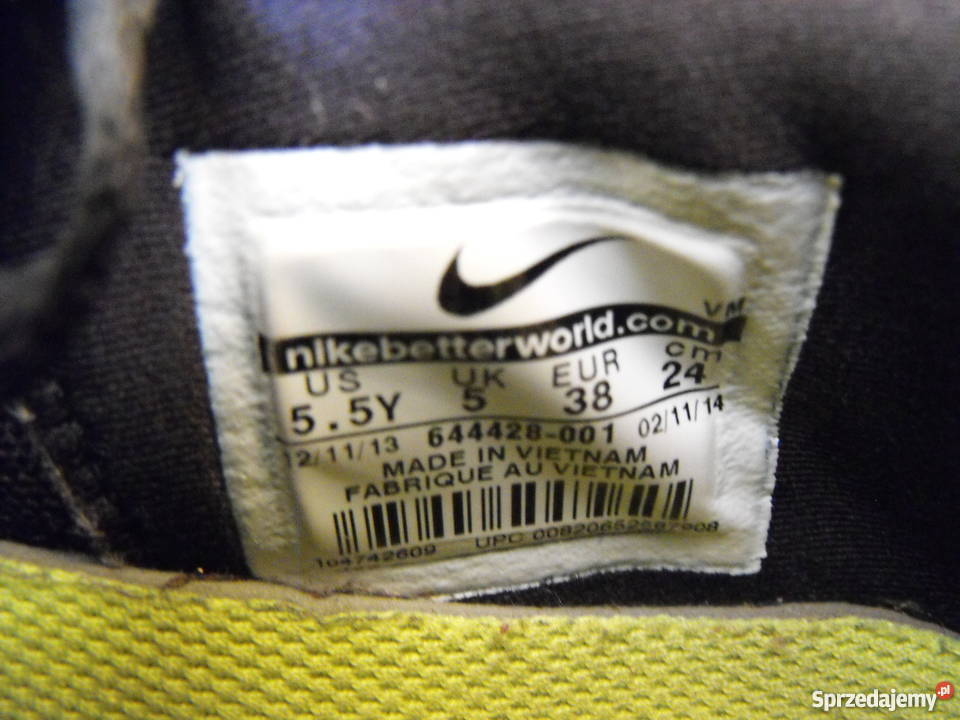 VM
nikebetterworld.com
US UK EUR cm
5.5Y 5 38 24
12/11/13 644428-001 02/11/14
MADE IN VIETNAM
FABRIQUE AU VIETNAM
104742609 UPC
Sprzedajemy.pl